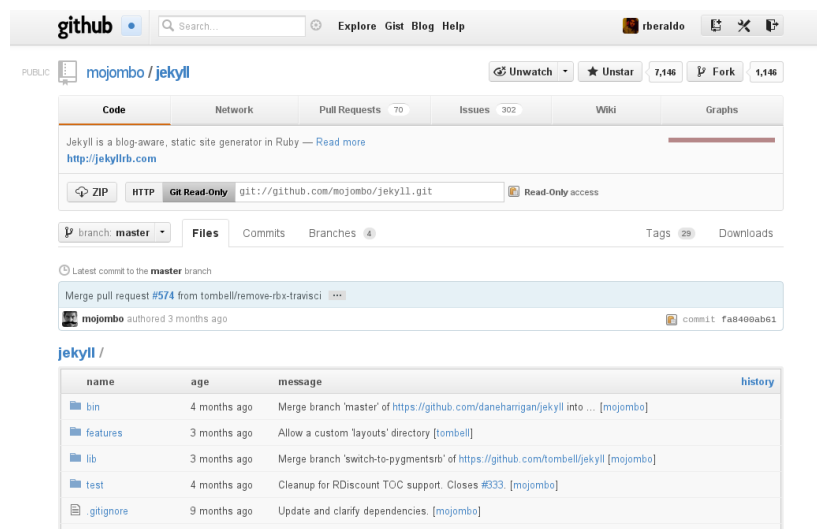 github Search... Explore Gist Blog Help rberaldo
PUBLIC mojombo / jekyll Unwatch Unstar 7,146 Fork 1,146
Code Network Pull Requests 70 Issues 302 Wiki Graphs
Jekyll is a blog-aware, static site generator in Ruby — Read more
http://jekyllrb.com
ZIP HTTP Git Read-Only git://github.com/mojombo/jekyll.git Read-Only access
branch: master Files Commits Branches 4 Tags 29 Downloads
Latest commit to the master branch
Merge pull request #574 from tombell/remove-rbx-travisci ...
mojombo authored 3 months ago commit fa8400ab61
jekyll /
name age message history
bin 4 months ago Merge branch 'master' of https://github.com/daneharrigan/jekyll into ... [mojombo]
features 3 months ago Allow a custom 'layouts' directory [tombell]
lib 3 months ago Merge branch 'switch-to-pygmentsrb' of https://github.com/tombell/jekyll [mojombo]
test 4 months ago Cleanup for RDiscount TOC support. Closes #333. [mojombo]
.gitignore 9 months ago Update and clarify dependencies. [mojombo]